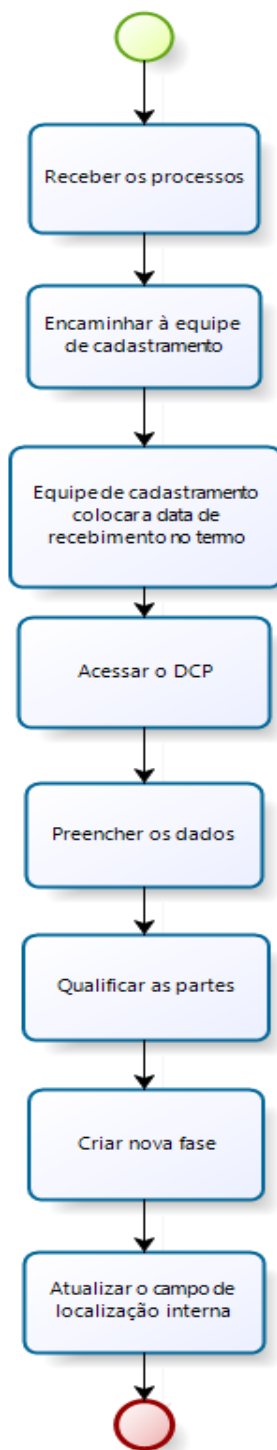 Receber os processos
Encaminhar à equipe
de cadastramento
Equipe de cadastramento
colocar a data de
recebimento no termo
Acessar o DCP
Preencher os dados
Qualificar as partes
Criar nova fase
Atualizar o campo de
localização interna